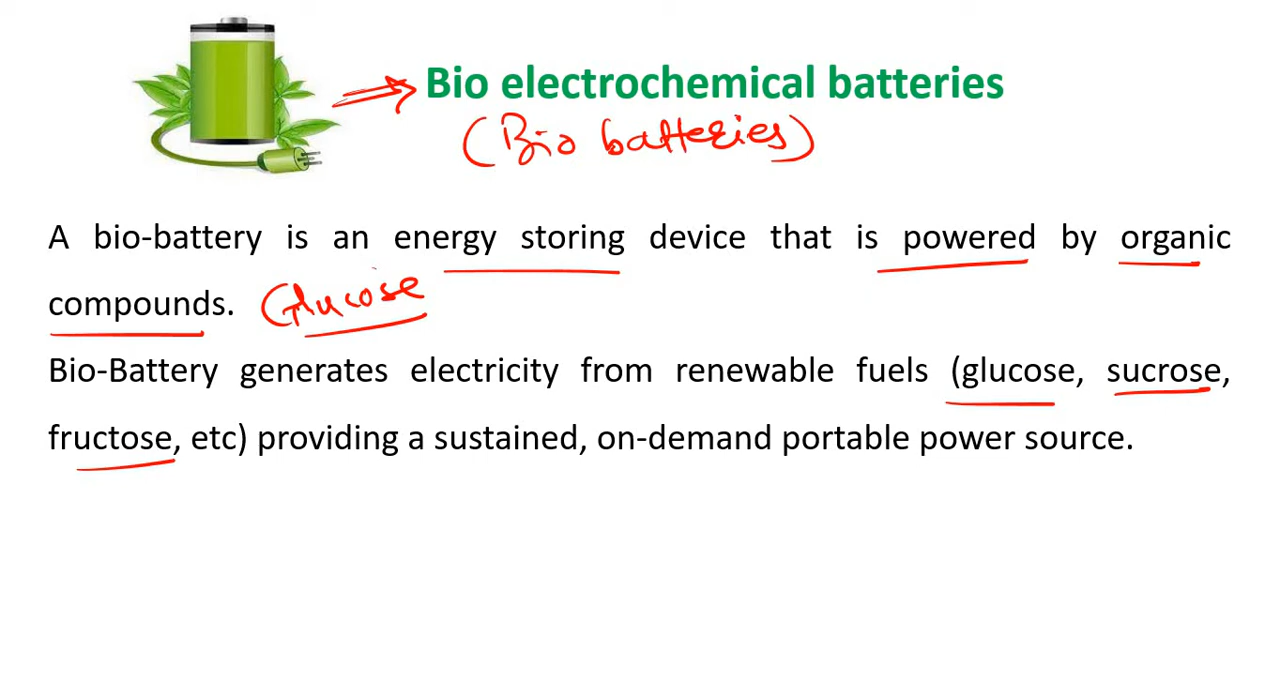 Bio electrochemical batteries
(Bio batteries)
A bio-battery is an energy storing device that is powered by organic
compounds. (Glucose
Bio-Battery generates electricity from renewable fuels (glucose, sucrose,
fructose, etc) providing a sustained, on-demand portable power source.